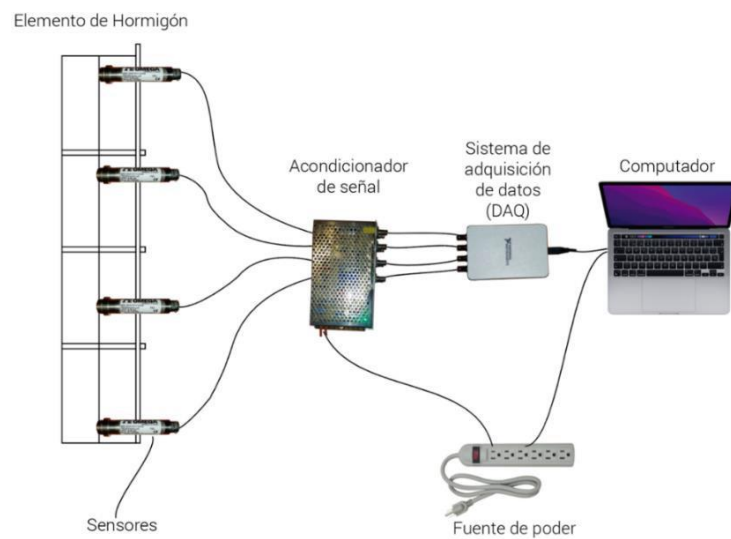 Elemento de Hormigón
Acondicionador
de señal
Sistema de
adquisición
de datos
(DAQ)
Computador
Sensores
Fuente de poder